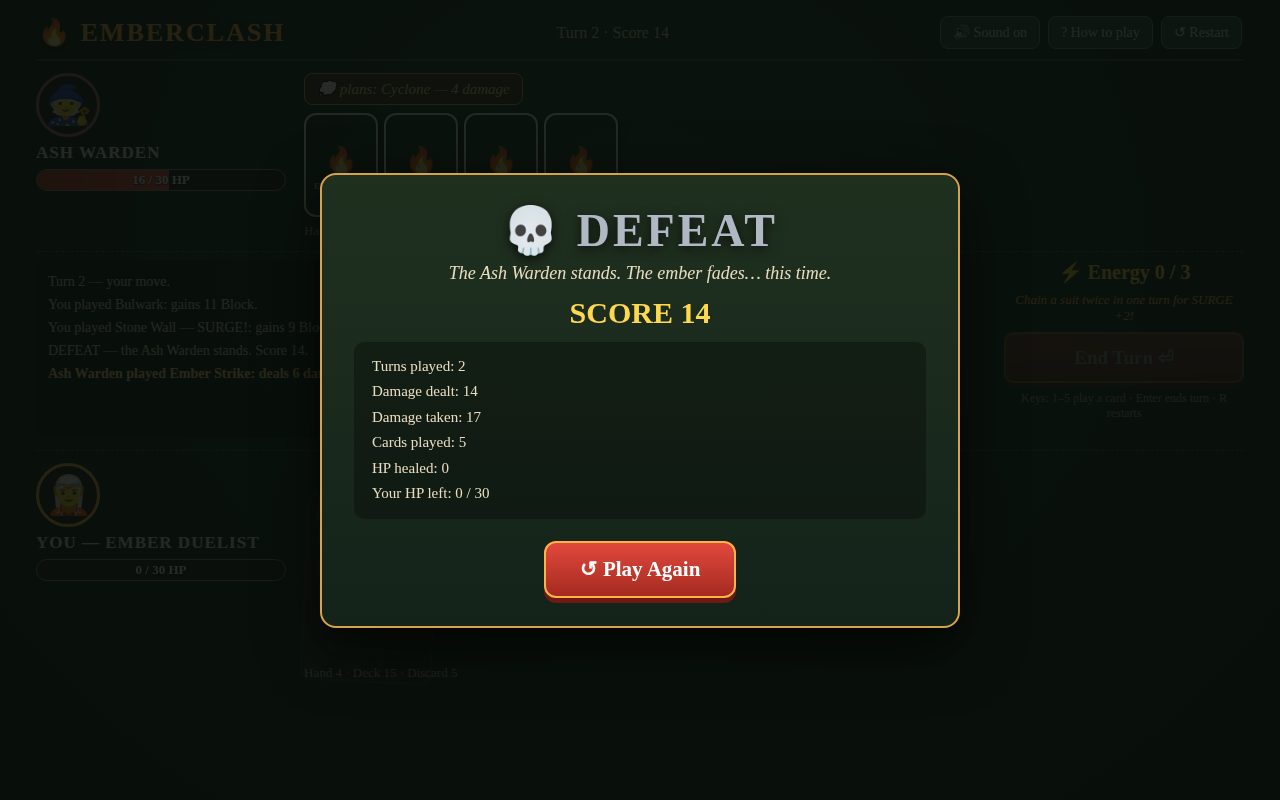 EMBERCLASH
Turn 2 · Score 14
Sound on
? How to play
↺ Restart
plans: Cyclone — 4 damage
ASH WARDEN
16 / 30 HP
DEFEAT
The Ash Warden stands. The ember fades… this time.
SCORE 14
Turns played: 2
Damage dealt: 14
Damage taken: 17
Cards played: 5
HP healed: 0
Your HP left: 0 / 30
↺ Play Again
Turn 2 — your move.
You played Bulwark: gains 11 Block.
You played Stone Wall — SURGE!: gains 9
DEFEAT — the Ash Warden stands. Score 14.
Ash Warden played Ember Strike: deals 6
⚡ Energy 0 / 3
Chain a suit twice in one turn for SURGE
+2!
End Turn ⏎
Keys: 1–5 play a card · Enter ends turn · R
restarts
YOU — EMBER DUELIST
0 / 30 HP
Hand 4 · Deck 15 · Discard 5